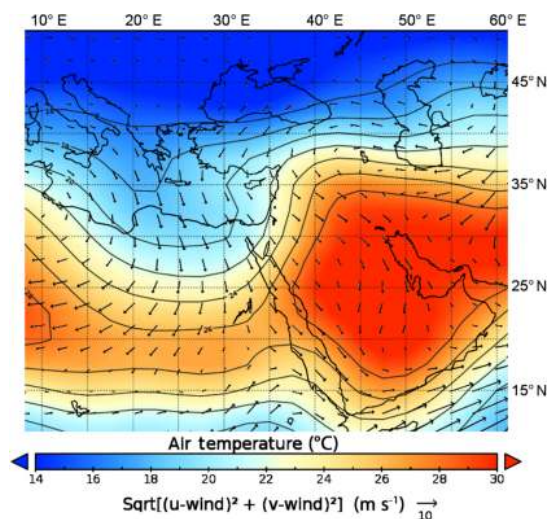 10° E 20° E 30° E 40° E 50° E 60° E
45° N
35° N
25° N
15° N
Air temperature (°C)
14 16 18 20 22 24 26 28 30
Sqrt[(u-wind)² + (v-wind)²] (m s⁻¹) → 10